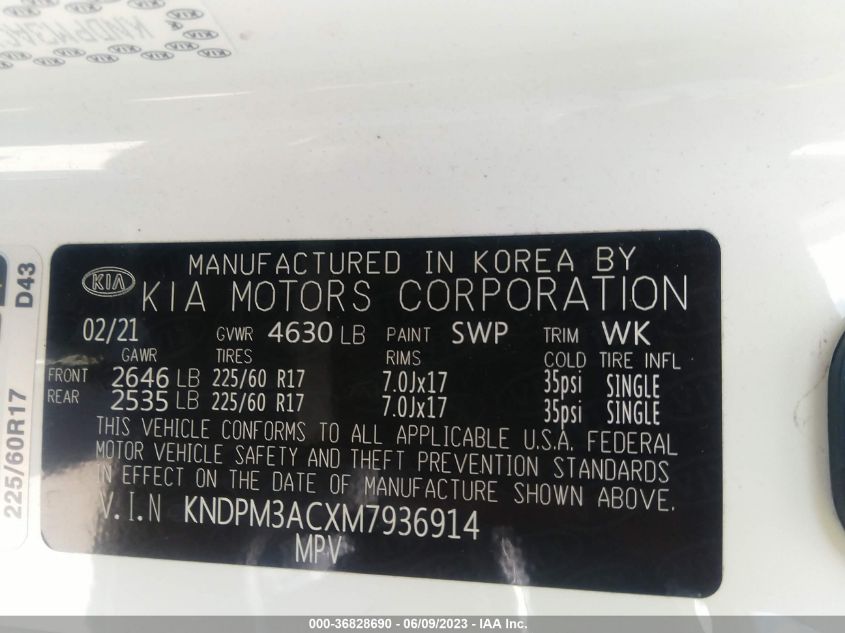 KIA
MANUFACTURED IN KOREA BY
KIA MOTORS CORPORATION
02/21 GVWR 4630 LB PAINT SWP TRIM WK
GAWR TIRES RIMS COLD TIRE INFL
FRONT 2646 LB 225/60 R17 7.0Jx17 35psi SINGLE
REAR 2535 LB 225/60 R17 7.0Jx17 35psi SINGLE
THIS VEHICLE CONFORMS TO ALL APPLICABLE U.S.A. FEDERAL
MOTOR VEHICLE SAFETY AND THEFT PREVENTION STANDARDS
IN EFFECT ON THE DATE OF MANUFACTURE SHOWN ABOVE.
V.I.N KNDPM3ACXM7936914
MPV
D43
225/60R17
000-36828690 - 06/09/2023 - IAA, Inc.